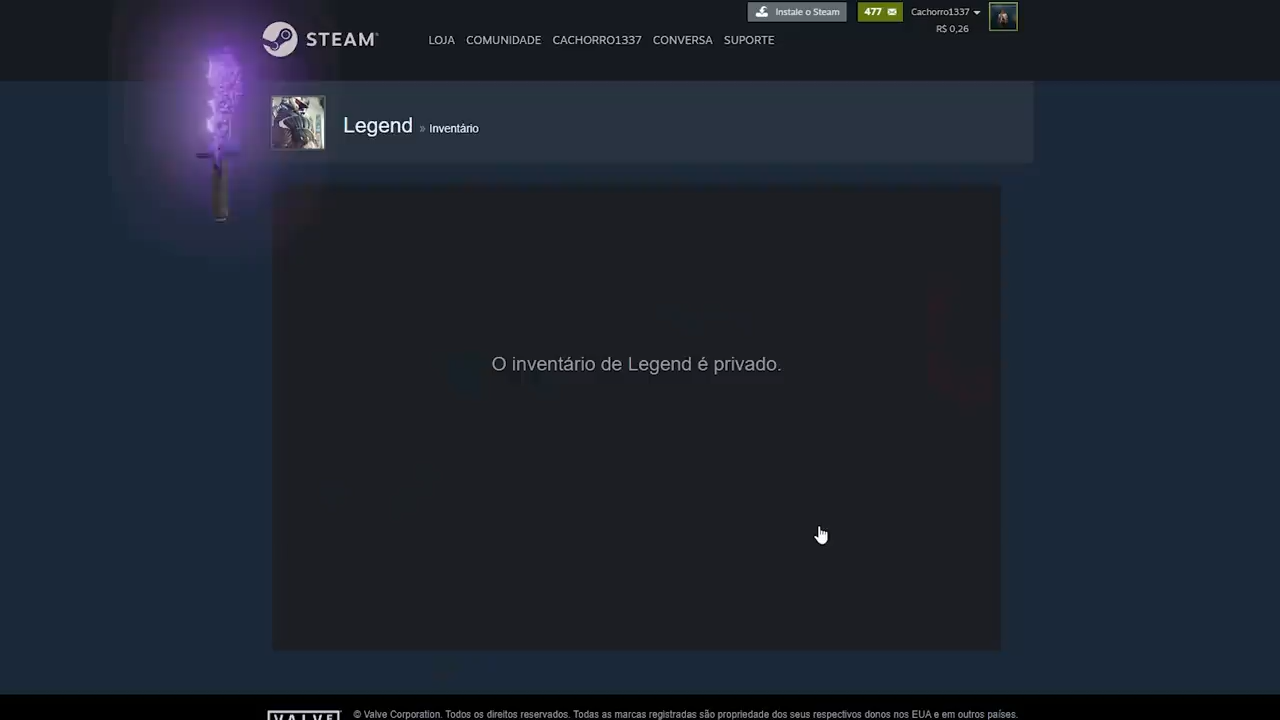 Instale o Steam
477
Cachorro1337
R$ 0,26
STEAM®
LOJA COMUNIDADE CACHORRO1337 CONVERSA SUPORTE
Legend » Inventário
O inventário de Legend é privado.
VALVE
© Valve Corporation. Todos os direitos reservados. Todas as marcas registradas são propriedade dos seus respectivos donos nos EUA e em outros países.